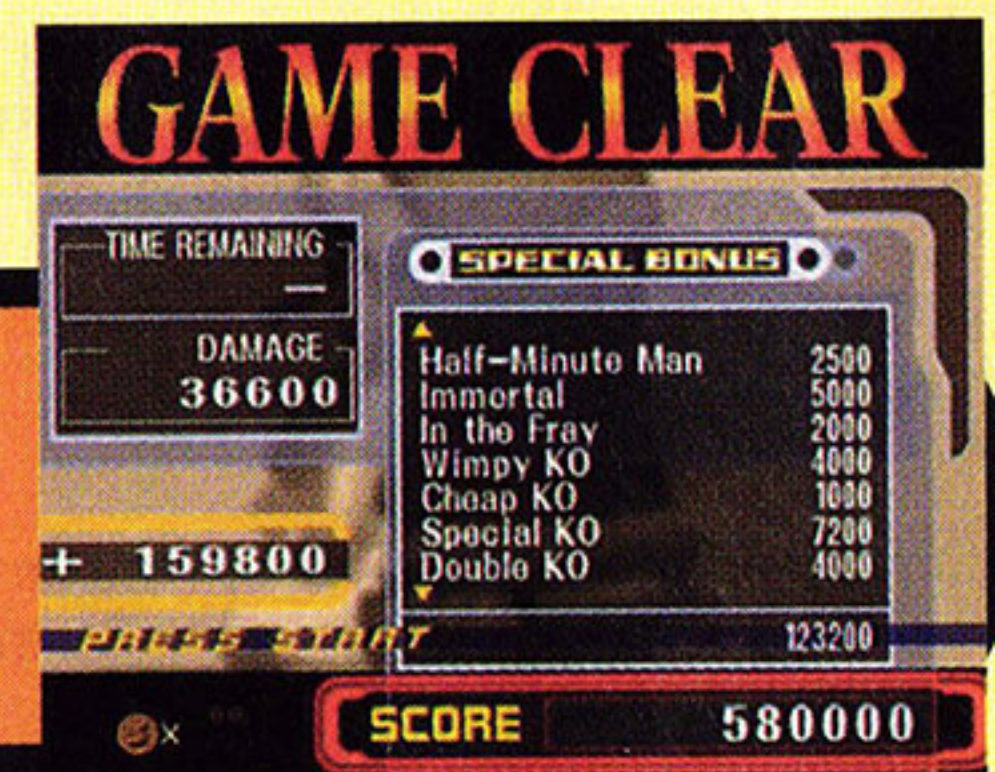 GAME CLEAR
TIME REMAINING
—
DAMAGE
36600
+ 159800
PRESS START
SPECIAL BONUS
Half-Minute Man 2500
Immortal 5000
In the Fray 2000
Wimpy KO 4000
Cheap KO 1000
Special KO 7200
Double KO 4000
123200
X
SCORE 580000